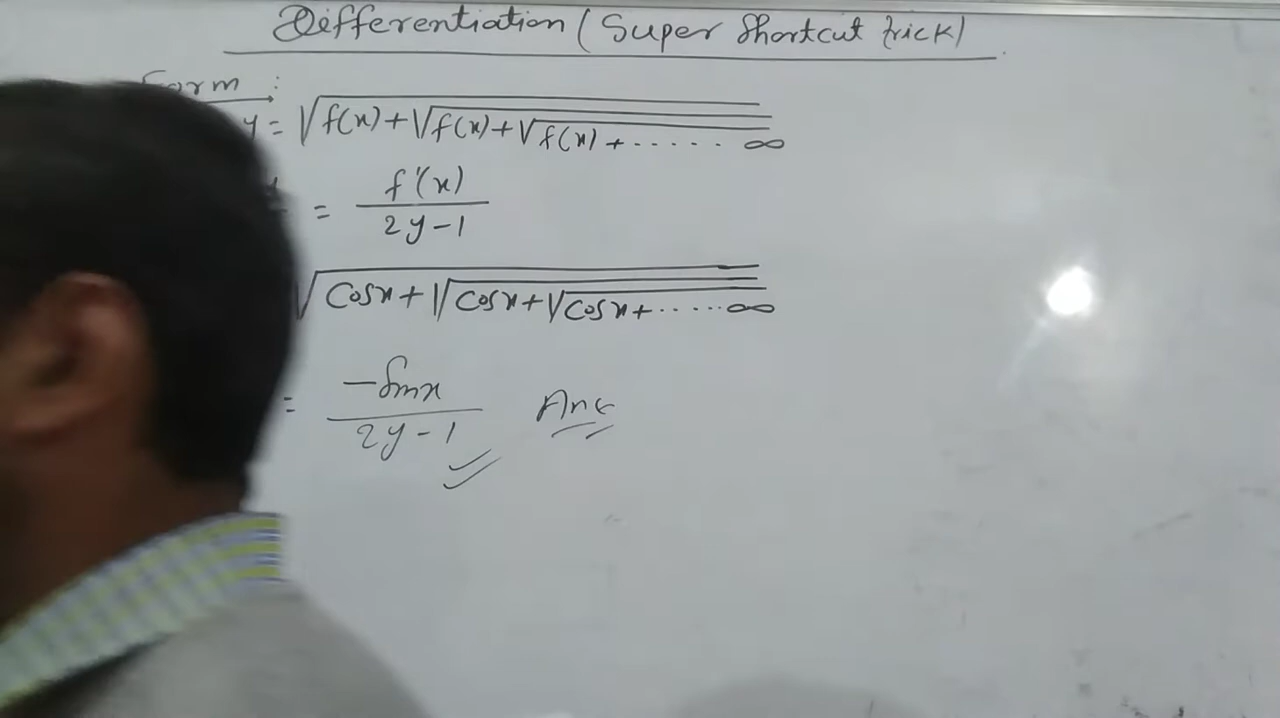 Differentiation (Super Shortcut trick)
Form :
y = √f(x) + √f(x) + √f(x) + ..... ∞
= f'(x) / 2y-1
√Cosx + √Cosx + √Cosx + ..... ∞
= -Sinx / 2y-1 Ans